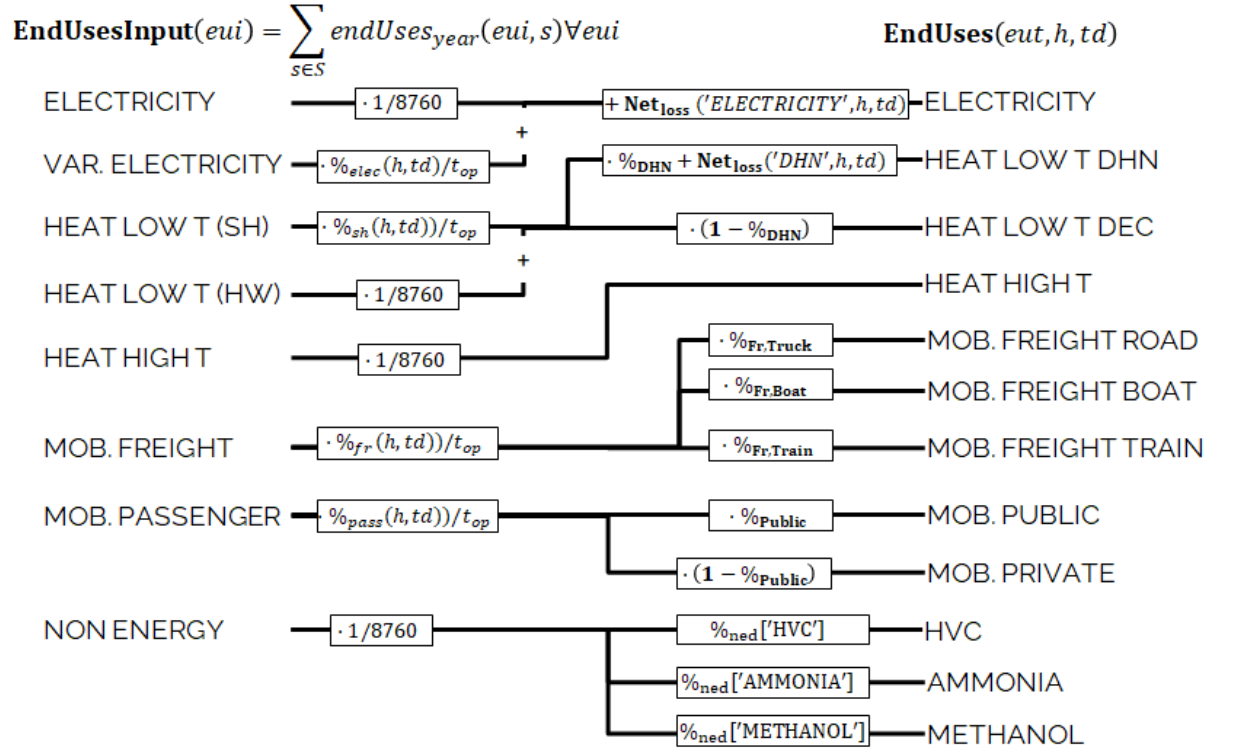 EndUsesInput(eui) = ∑ s∈S endUses_year(eui, s)∀eui EndUses(eut, h, td)
ELECTRICITY · 1/8760 + Net_loss ('ELECTRICITY',h,td) ELECTRICITY
+
VAR. ELECTRICITY · %_elec(h,td)/t_op · %_DHN + Net_loss('DHN',h,td) HEAT LOW T DHN
HEAT LOW T (SH) · %_sh(h,td))/t_op · (1 − %_DHN) HEAT LOW T DEC
+
HEAT LOW T (HW) · 1/8760 HEAT HIGH T
HEAT HIGH T · 1/8760 · %_Fr,Truck MOB. FREIGHT ROAD
· %_Fr,Boat MOB. FREIGHT BOAT
MOB. FREIGHT · %_fr(h,td))/t_op · %_Fr,Train MOB. FREIGHT TRAIN
MOB. PASSENGER · %_pass(h,td))/t_op · %_Public MOB. PUBLIC
· (1 − %_Public) MOB. PRIVATE
NON ENERGY · 1/8760 %_ned['HVC'] HVC
%_ned['AMMONIA'] AMMONIA
%_ned['METHANOL'] METHANOL